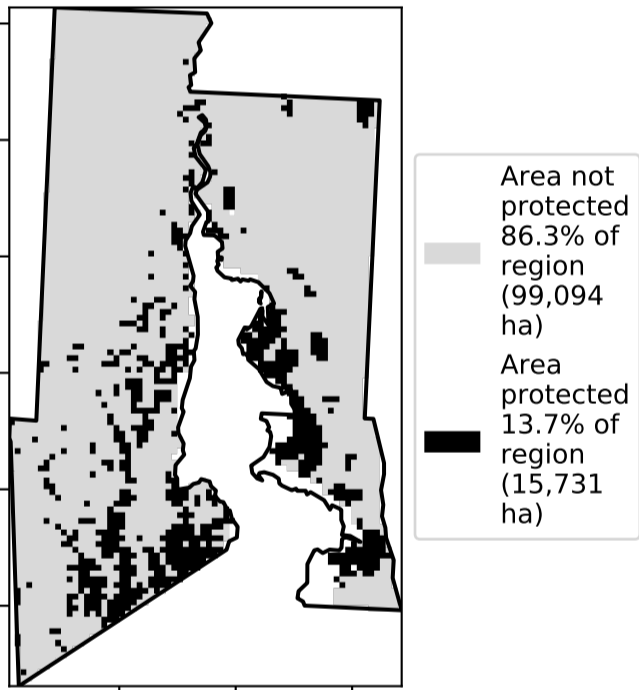 Area not
protected
86.3% of
region
(99,094
ha)
Area
protected
13.7% of
region
(15,731
ha)